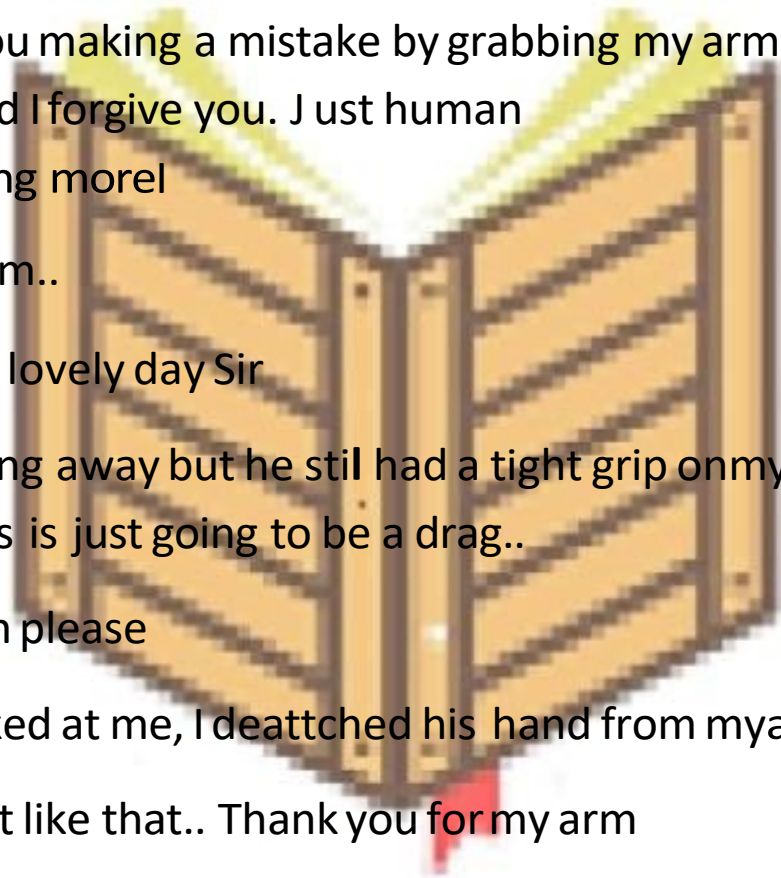 ou making a mistake by grabbing my arm
d I forgive you. J ust human
ng morel
m..
lovely day Sir
ng away but he stil had a tight grip onmy
s is just going to be a drag..
n please
ked at me, I deattched his hand from mya
t like that.. Thank you for my arm